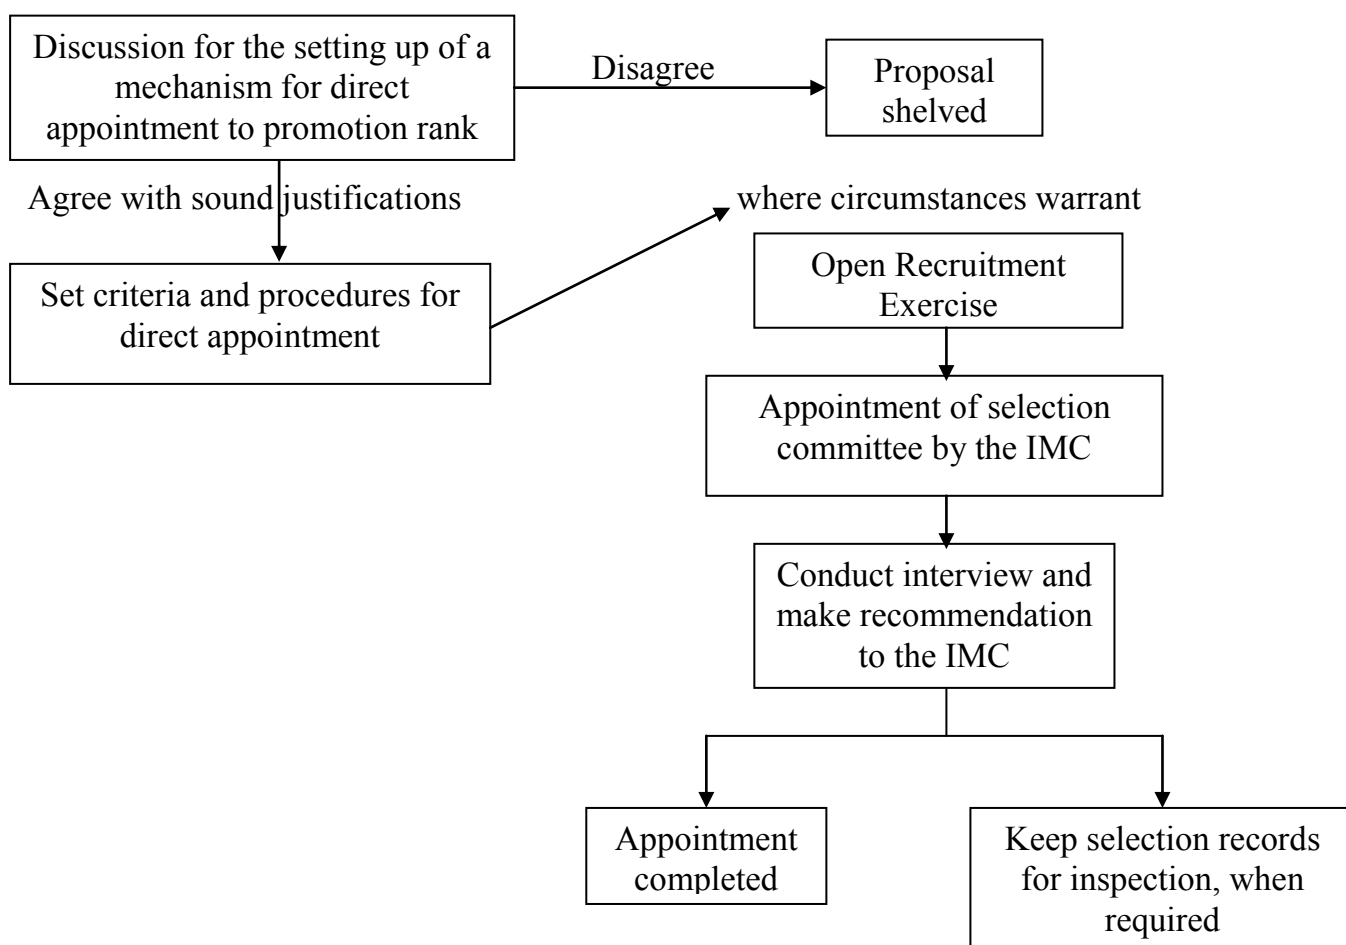 Discussion for the setting up of a
mechanism for direct
appointment to promotion rank
Disagree
Proposal
shelved
Agree with sound justifications
where circumstances warrant
Set criteria and procedures for
direct appointment
Open Recruitment
Exercise
Appointment of selection
committee by the IMC
Conduct interview and
make recommendation
to the IMC
Appointment
completed
Keep selection records
for inspection, when
required